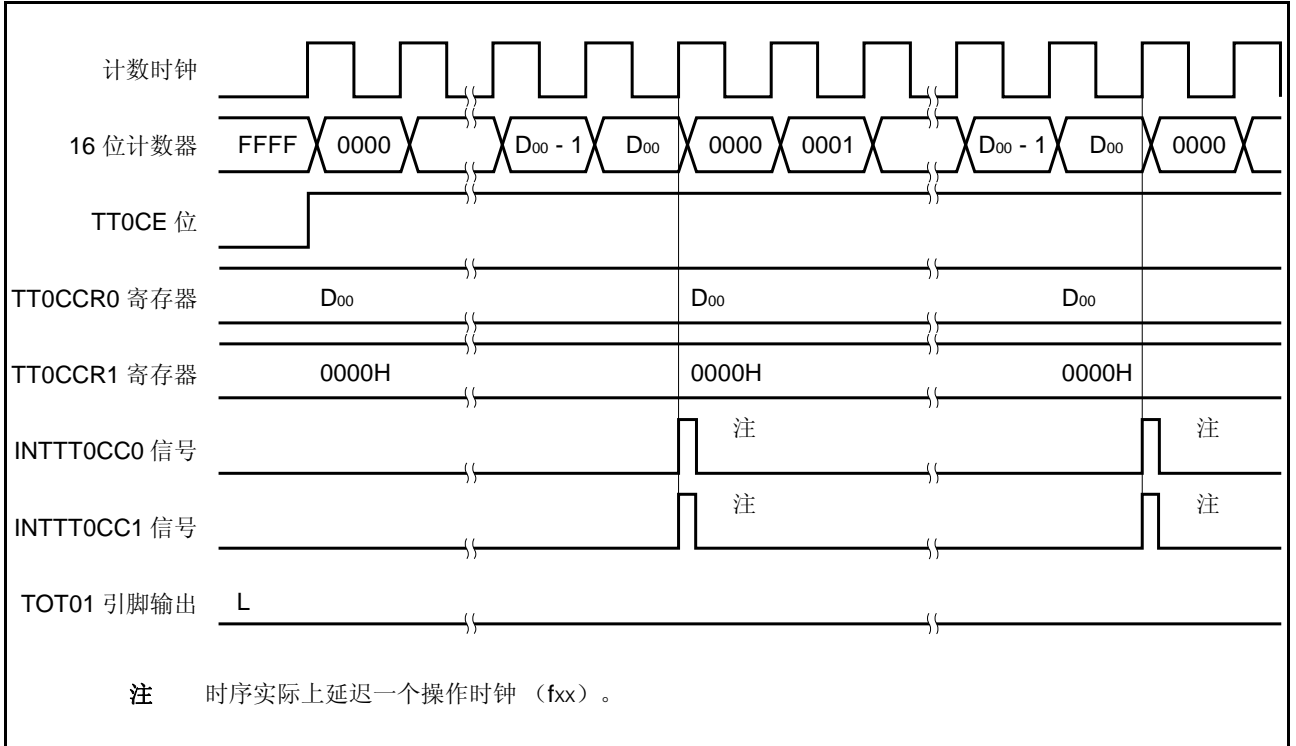 计数时钟
16 位计数器 FFFF 0000 D00 - 1 D00 0000 0001 D00 - 1 D00 0000
TT0CE 位
TT0CCR0 寄存器 D00 D00 D00
TT0CCR1 寄存器 0000H 0000H 0000H
INTTT0CC0 信号 注 注
INTTT0CC1 信号 注 注
TOT01 引脚输出 L
注 时序实际上延迟一个操作时钟 （fxx）。